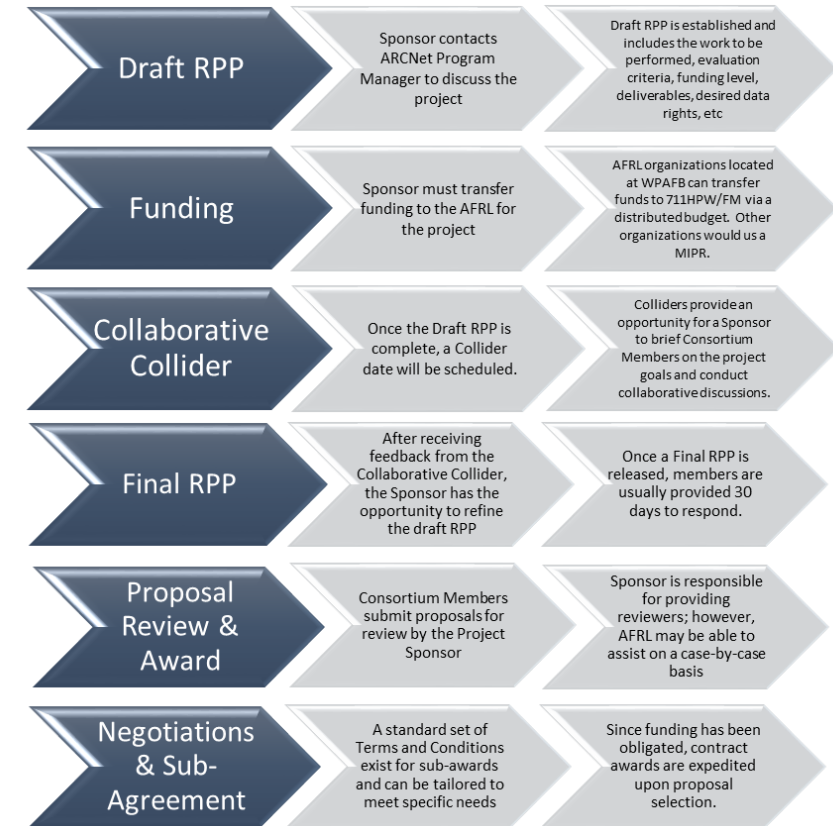 Draft RPP
Sponsor contacts
ARCNet Program
Manager to discuss the
project
Draft RPP is established and
includes the work to be
performed, evaluation
criteria, funding level,
deliverables, desired data
rights, etc
Funding
Sponsor must transfer
funding to the AFRL for
the project
AFRL organizations located
at WPAFB can transfer
funds to 711HPW/FM via a
distributed budget. Other
organizations would us a
MIPR.
Collaborative
Collider
Once the Draft RPP is
complete, a Collider
date will be scheduled.
Colliders provide an
opportunity for a Sponsor
to brief Consortium
Members on the project
goals and conduct
collaborative discussions.
Final RPP
After receiving
feedback from the
Collaborative Collider,
the Sponsor has the
opportunity to refine
the draft RPP
Once a Final RPP is
released, members are
usually provided 30
days to respond.
Proposal
Review &
Award
Consortium Members
submit proposals for
review by the Project
Sponsor
Sponsor is responsible
for providing
reviewers; however,
AFRL may be able to
assist on a case-by-case
basis
Negotiations
& Sub-
Agreement
A standard set of
Terms and Conditions
exist for sub-awards
and can be tailored to
meet specific needs
Since funding has been
obligated, contract
awards are expedited
upon proposal
selection.